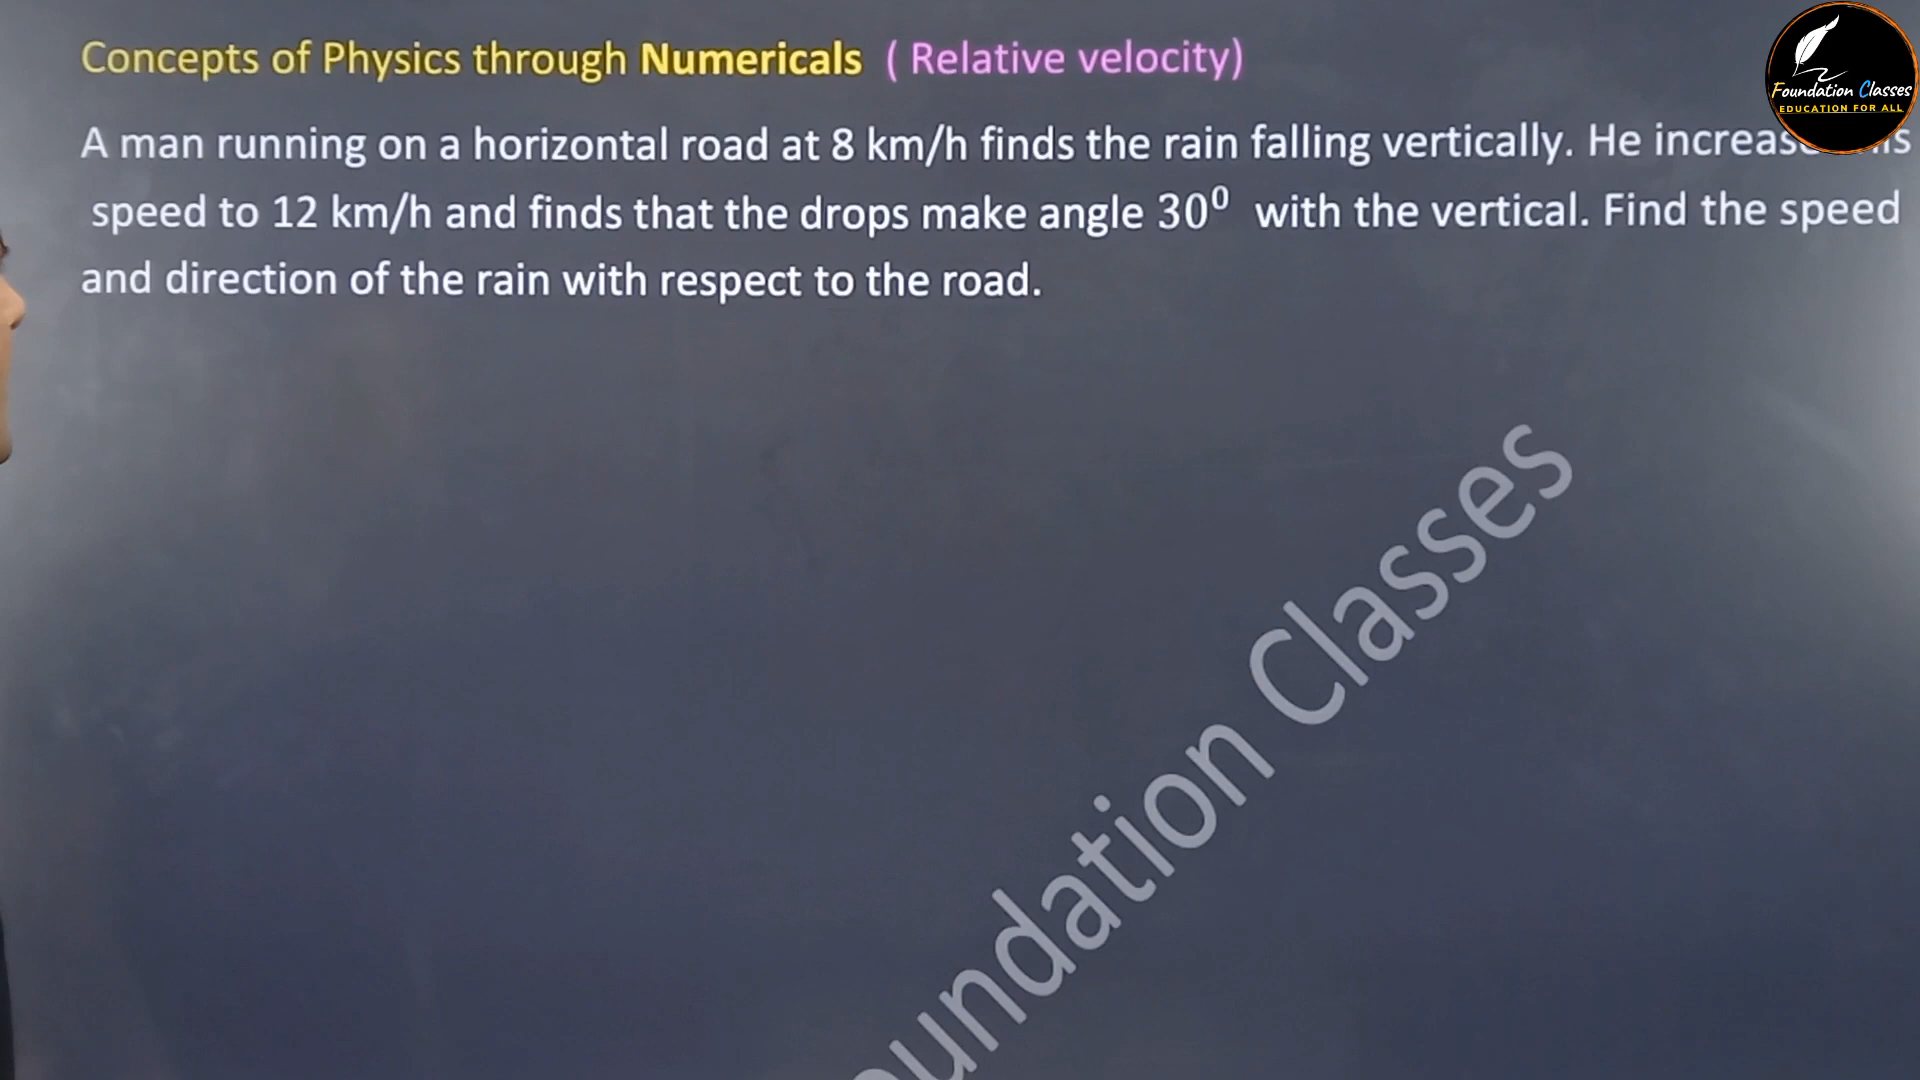 Concepts of Physics through Numericals ( Relative velocity)
Foundation Classes
EDUCATION FOR ALL
A man running on a horizontal road at 8 km/h finds the rain falling vertically. He
speed to 12 km/h and finds that the drops make angle 30⁰ with the vertical. Find the speed
and direction of the rain with respect to the road.
Classes